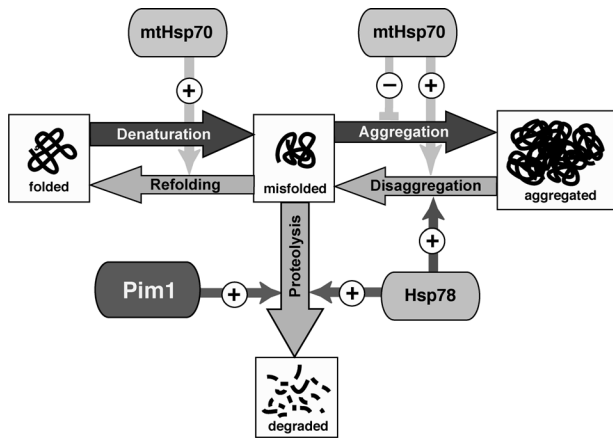 mtHsp70
mtHsp70
+
−
+
Denaturation
Aggregation
folded
Refolding
misfolded
Disaggregation
aggregated
Proteolysis
+
Pim1
+
+
Hsp78
degraded